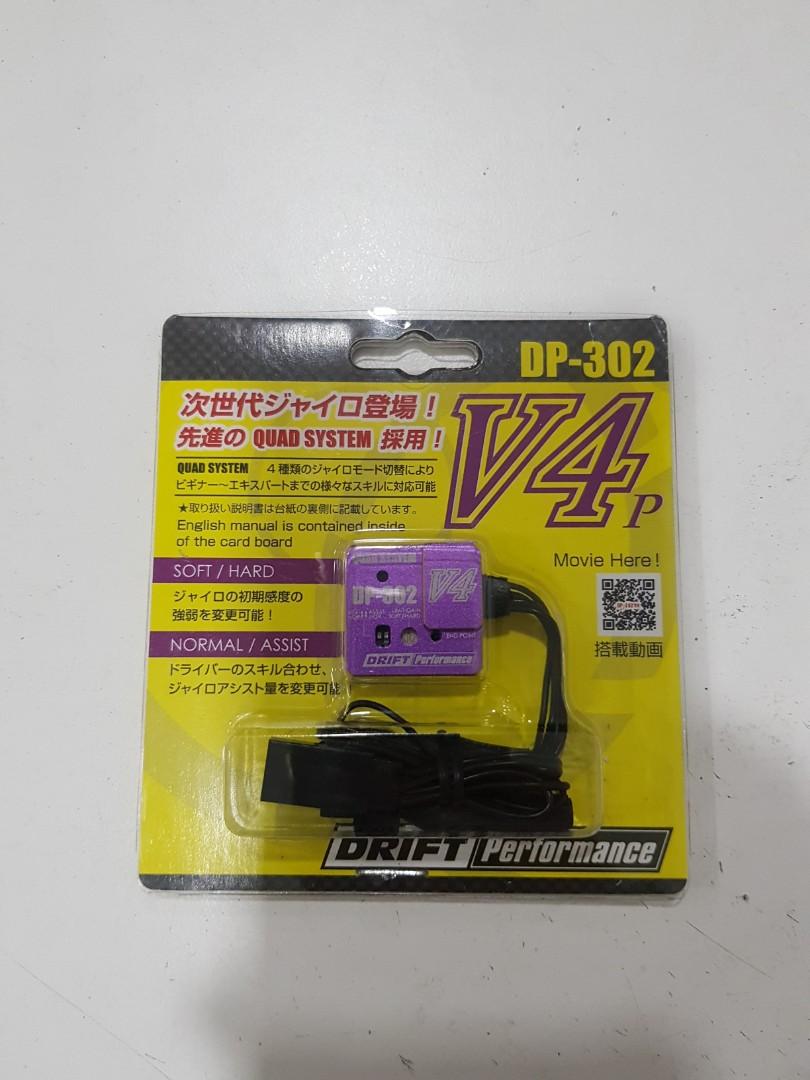 DP-302
次世代ジャイロ登場！
先進の QUAD SYSTEM 採用！
V4P
QUAD SYSTEM 4種類のジャイロモード切替により
ビギナー〜エキスパートまでの様々なスキルに対応可能
★取り扱い説明書は台紙の裏側に記載しています。
English manual is contained inside
of the card board
SOFT / HARD
ジャイロの初期感度の
強弱を変更可能！
NORMAL / ASSIST
ドライバーのスキル合わせ、
ジャイロアシスト量を変更可能
Movie Here！
搭載動画
QUAD SYSTEM
DP-302 V4
END POINT
DRIFT Performance
DRIFT Performance